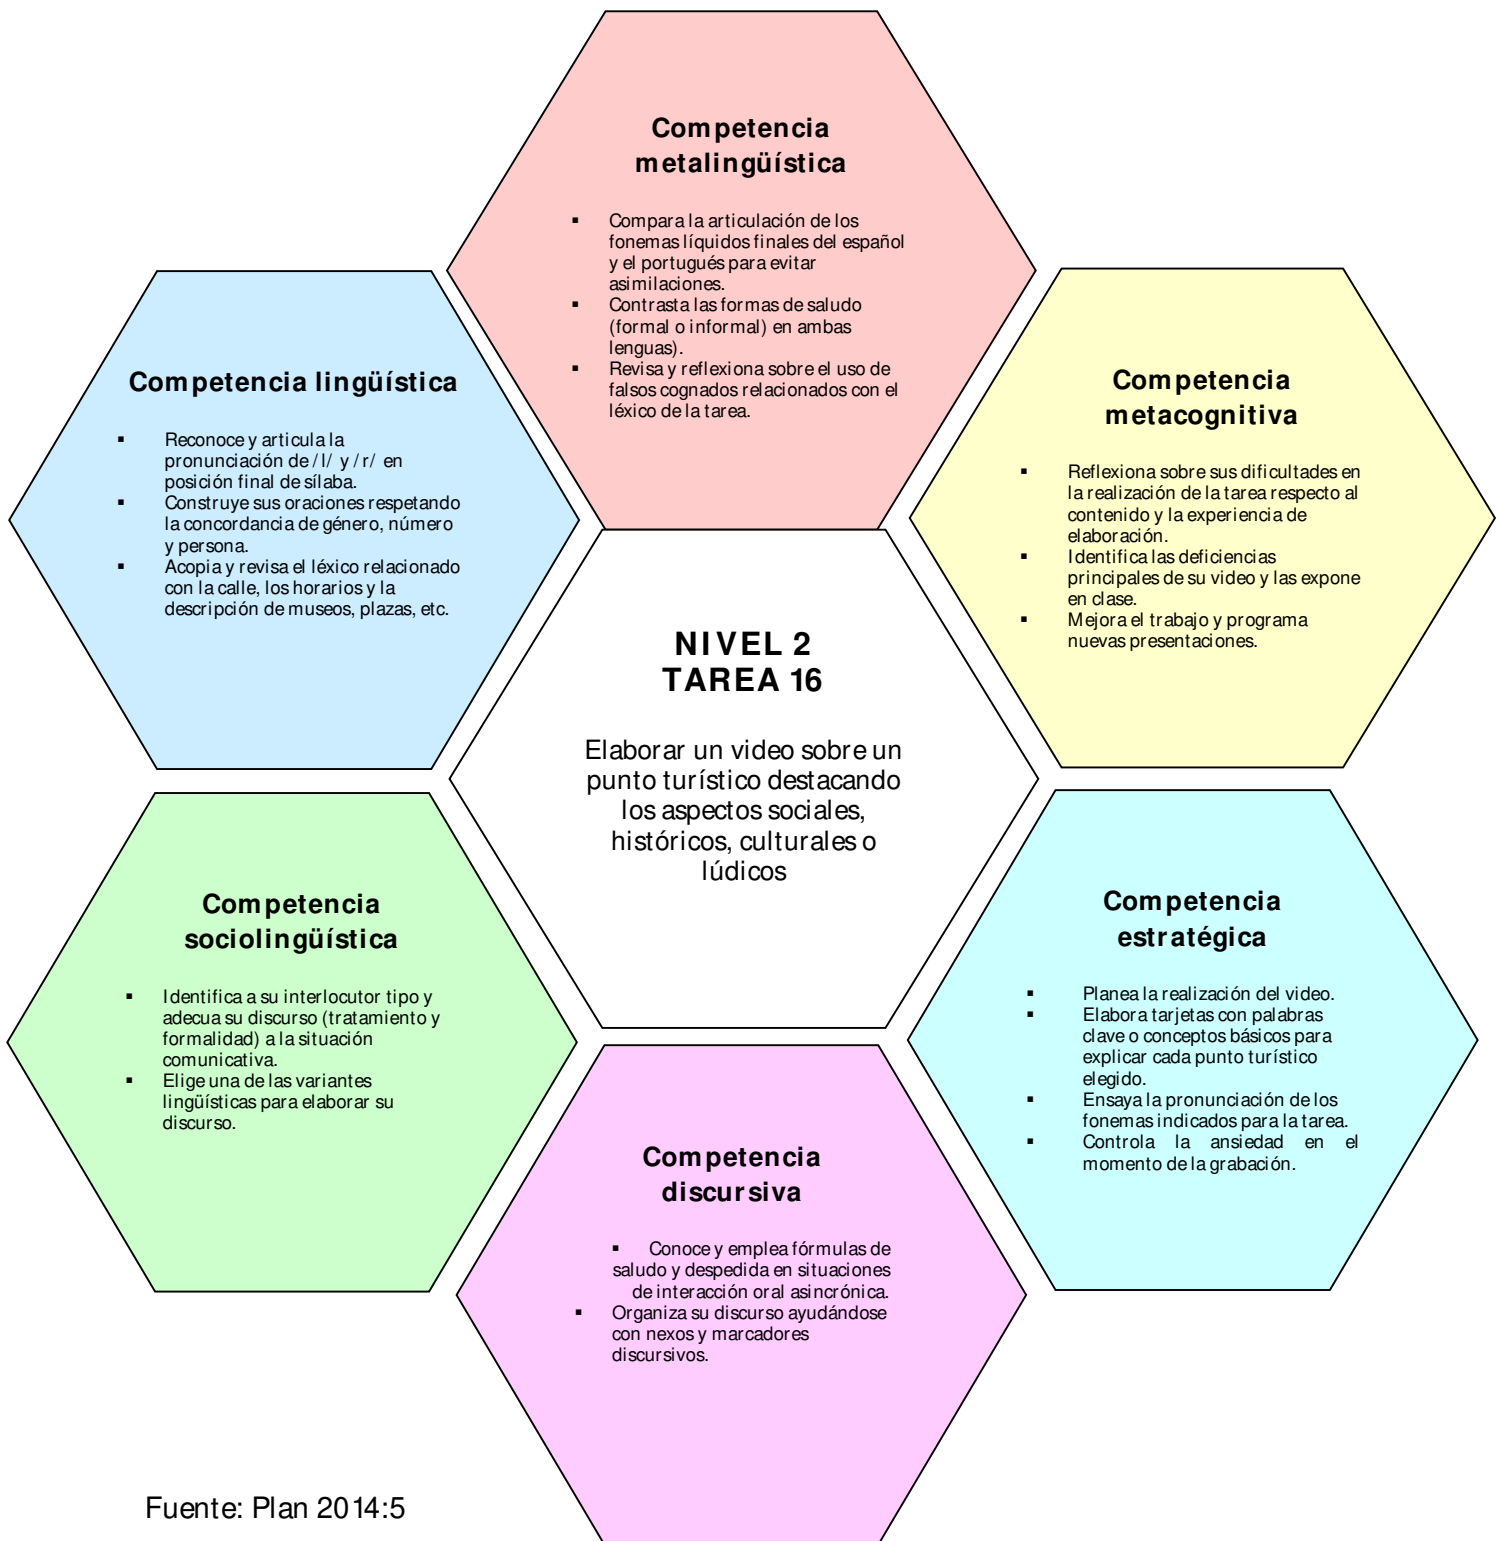 Competencia
metalingüística
▪ Compara la articulación de los
fonemas líquidos finales del español
y el portugués para evitar
asimilaciones.
▪ Contrasta las formas de saludo
(formal o informal) en ambas
lenguas).
▪ Revisa y reflexiona sobre el uso de
falsos cognados relacionados con el
léxico de la tarea.
Competencia lingüística
▪ Reconoce y articula la
pronunciación de /l/ y /r/ en
posición final de sílaba.
▪ Construye sus oraciones respetando
la concordancia de género, número
y persona.
▪ Acopia y revisa el léxico relacionado
con la calle, los horarios y la
descripción de museos, plazas, etc.
Competencia
metacognitiva
▪ Reflexiona sobre sus dificultades en
la realización de la tarea respecto al
contenido y la experiencia de
elaboración.
▪ Identifica las deficiencias
principales de su video y las expone
en clase.
▪ Mejora el trabajo y programa
nuevas presentaciones.
NIVEL 2
TAREA 16
Elaborar un video sobre un
punto turístico destacando
los aspectos sociales,
históricos, culturales o
lúdicos
Competencia
sociolingüística
▪ Identifica a su interlocutor tipo y
adecua su discurso (tratamiento y
formalidad) a la situación
comunicativa.
▪ Elige una de las variantes
lingüísticas para elaborar su
discurso.
Competencia
estratégica
▪ Planea la realización del video.
▪ Elabora tarjetas con palabras
clave o conceptos básicos para
explicar cada punto turístico
elegido.
▪ Ensaya la pronunciación de los
fonemas indicados para la tarea.
▪ Controla la ansiedad en el
momento de la grabación.
Competencia
discursiva
▪ Conoce y emplea fórmulas de
saludo y despedida en situaciones
de interacción oral asincrónica.
▪ Organiza su discurso ayudándose
con nexos y marcadores
discursivos.
Fuente: Plan 2014:5